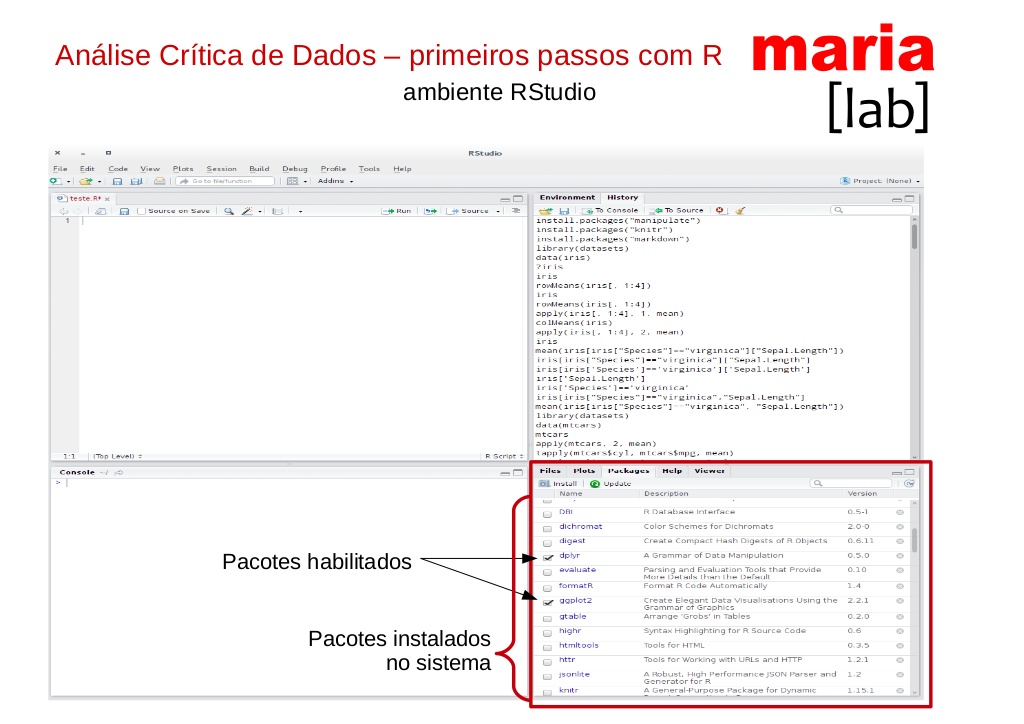 Análise Crítica de Dados – primeiros passos com R
ambiente RStudio
maria
[lab]
RStudio
File Edit Code View Plots Session Build Debug Profile Tools Help
Go to file/function Addins Project: (None)
teste.R*
Source on Save Run Source
1
1:1 (Top Level) R Script
Environment History
To Console To Source
install.packages("manipulate")
install.packages("knitr")
install.packages("markdown")
library(datasets)
data(iris)
?iris
iris
rowMeans(iris[, 1:4])
iris
rowMeans(iris[, 1:4])
apply(iris[, 1:4], 1, mean)
colMeans(iris)
apply(iris[, 1:4], 2, mean)
iris
mean(iris[iris["Species"]=="virginica"]["Sepal.Length"])
iris[iris["Species"]=="virginica"]["Sepal.Length"]
iris[iris['Species']=='virginica']['Sepal.Length']
iris['Sepal.Length']
iris['Species']=='virginica'
iris[iris["Species"]=="virginica","Sepal.Length"]
mean(iris[iris["Species"]=="virginica", "Sepal.Length"])
library(datasets)
data(mtcars)
mtcars
apply(mtcars, 2, mean)
tapply(mtcars$cyl, mtcars$mpg, mean)
Console ~/
>
Files Plots Packages Help Viewer
Install Update
Name Description Version
DBI R Database Interface 0.5-1
dichromat Color Schemes for Dichromats 2.0-0
digest Create Compact Hash Digests of R Objects 0.6.11
dplyr A Grammar of Data Manipulation 0.5.0
evaluate Parsing and Evaluation Tools that Provide 0.10
More Details than the Default
formatR Format R Code Automatically 1.4
ggplot2 Create Elegant Data Visualisations Using the 2.2.1
Grammar of Graphics
gtable Arrange 'Grobs' in Tables 0.2.0
highr Syntax Highlighting for R Source Code 0.6
htmltools Tools for HTML 0.3.5
httr Tools for Working with URLs and HTTP 1.2.1
jsonlite A Robust, High Performance JSON Parser and 1.2
Generator for R
knitr A General-Purpose Package for Dynamic 1.15.1
Pacotes habilitados
Pacotes instalados
no sistema